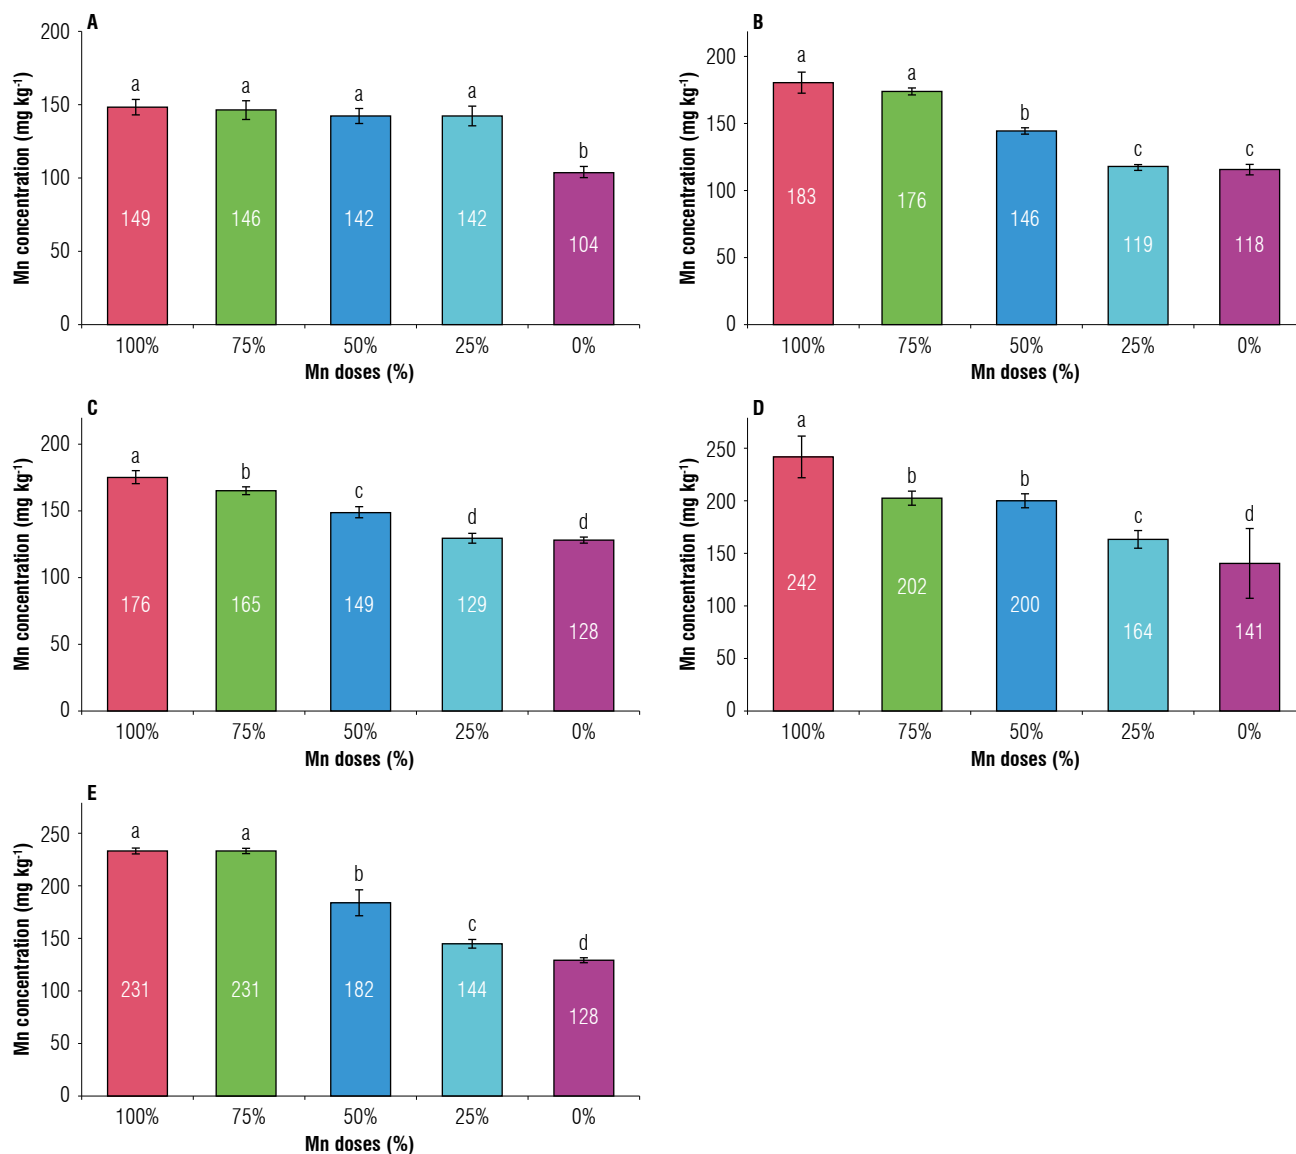 A
Mn concentration (mg kg-1)
200
150
100
50
0
a
a
a
a
b
149
146
142
142
104
100%
75%
50%
25%
0%
Mn doses (%)
B
Mn concentration (mg kg-1)
200
150
100
50
0
a
a
b
c
c
183
176
146
119
118
100%
75%
50%
25%
0%
Mn doses (%)
C
Mn concentration (mg kg-1)
200
150
100
50
0
a
b
c
d
d
176
165
149
129
128
100%
75%
50%
25%
0%
Mn doses (%)
D
Mn concentration (mg kg-1)
250
200
150
100
50
0
a
b
b
c
d
242
202
200
164
141
100%
75%
50%
25%
0%
Mn doses (%)
E
Mn concentration (mg kg-1)
250
200
150
100
50
0
a
a
b
c
d
231
231
182
144
128
100%
75%
50%
25%
0%
Mn doses (%)